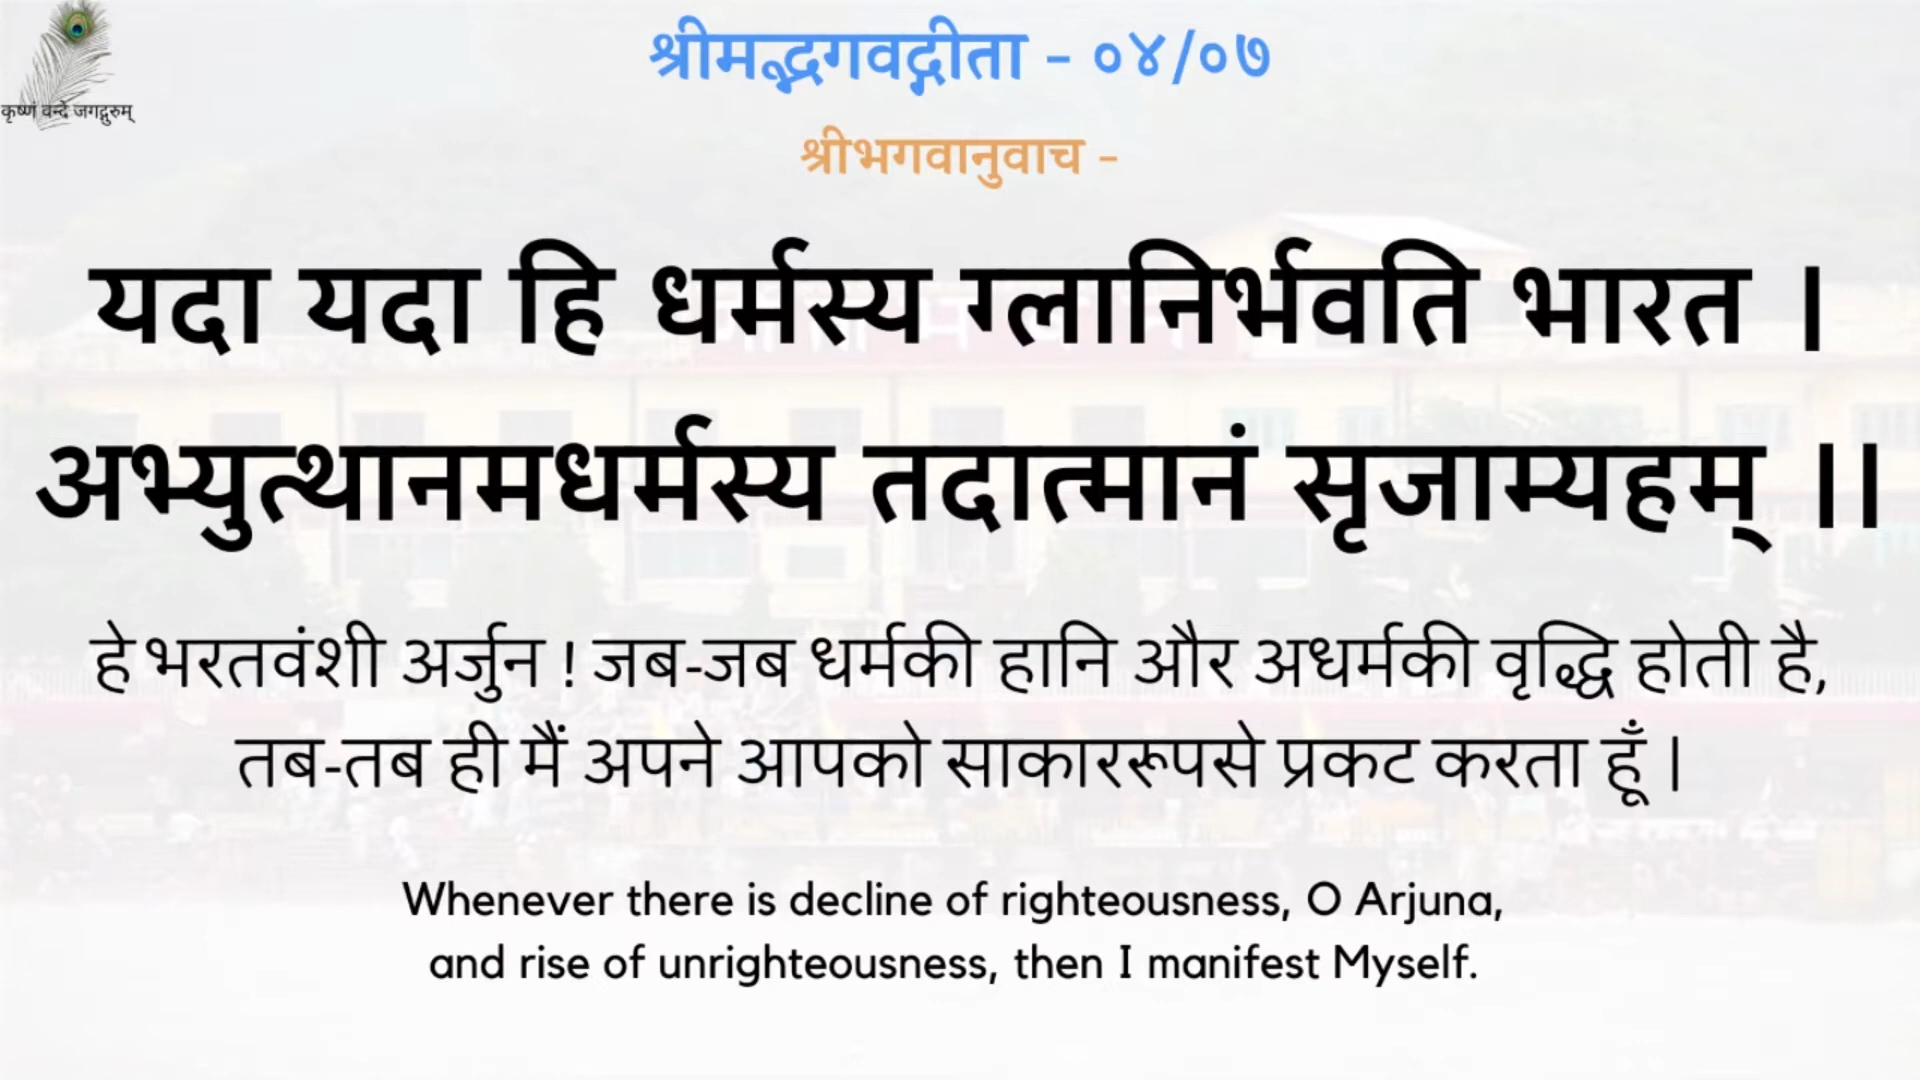 श्रीमद्भगवद्गीता - ०४/०७
कृष्णं वन्दे जगद्गुरुम्
श्रीभगवानुवाच -
यदा यदा हि धर्मस्य ग्लानिर्भवति भारत ।
अभ्युत्थानमधर्मस्य तदात्मानं सृजाम्यहम् ।।
हे भरतवंशी अर्जुन ! जब-जब धर्मकी हानि और अधर्मकी वृद्धि होती है,
तब-तब ही मैं अपने आपको साकाररूपसे प्रकट करता हूँ |
Whenever there is decline of righteousness, O Arjuna,
and rise of unrighteousness, then I manifest Myself.